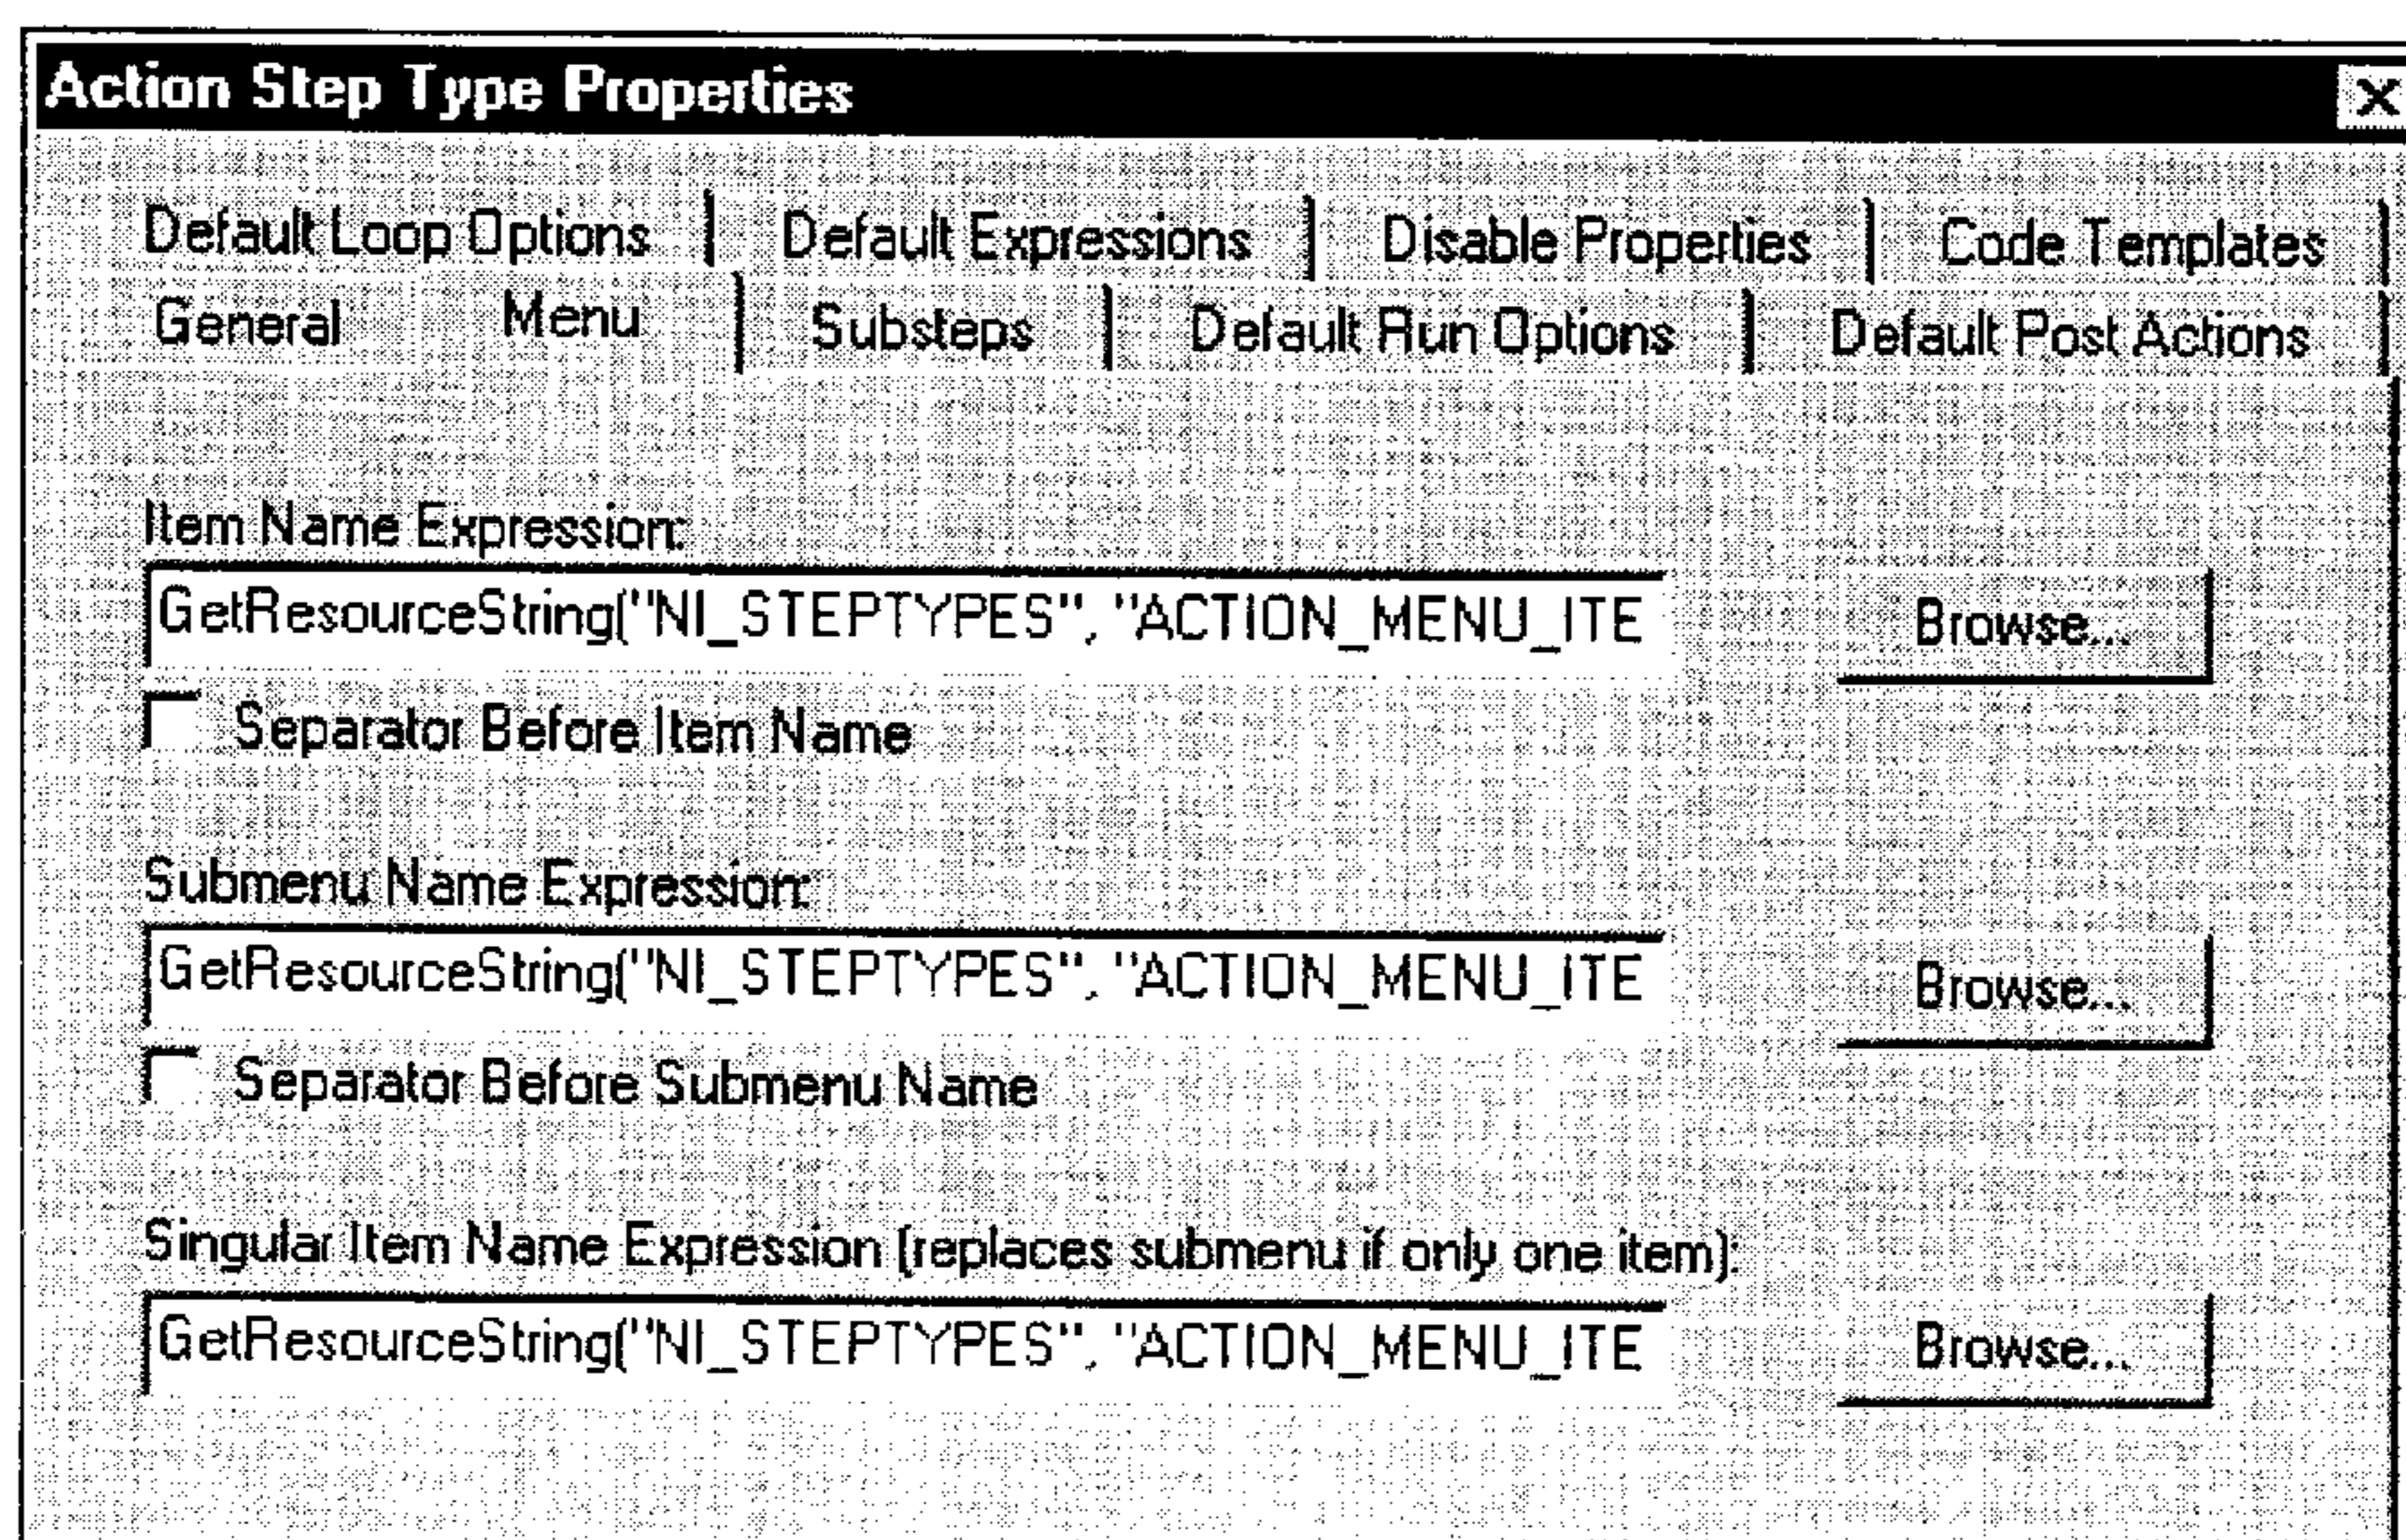 Action Step Type Properties
Default Loop Options Default Expressions Disable Properties Code Templates
General Menu Substeps Default Run Options Default Post Actions
Item Name Expression:
GetResourceString("NI_STEPTYPES", "ACTION_MENU_ITE
Browse...
Separator Before Item Name
Submenu Name Expression:
GetResourceString("NI_STEPTYPES", "ACTION_MENU_ITE
Browse...
Separator Before Submenu Name
Singular Item Name Expression (replaces submenu if only one item):
GetResourceString("NI_STEPTYPES", "ACTION_MENU_ITE
Browse...